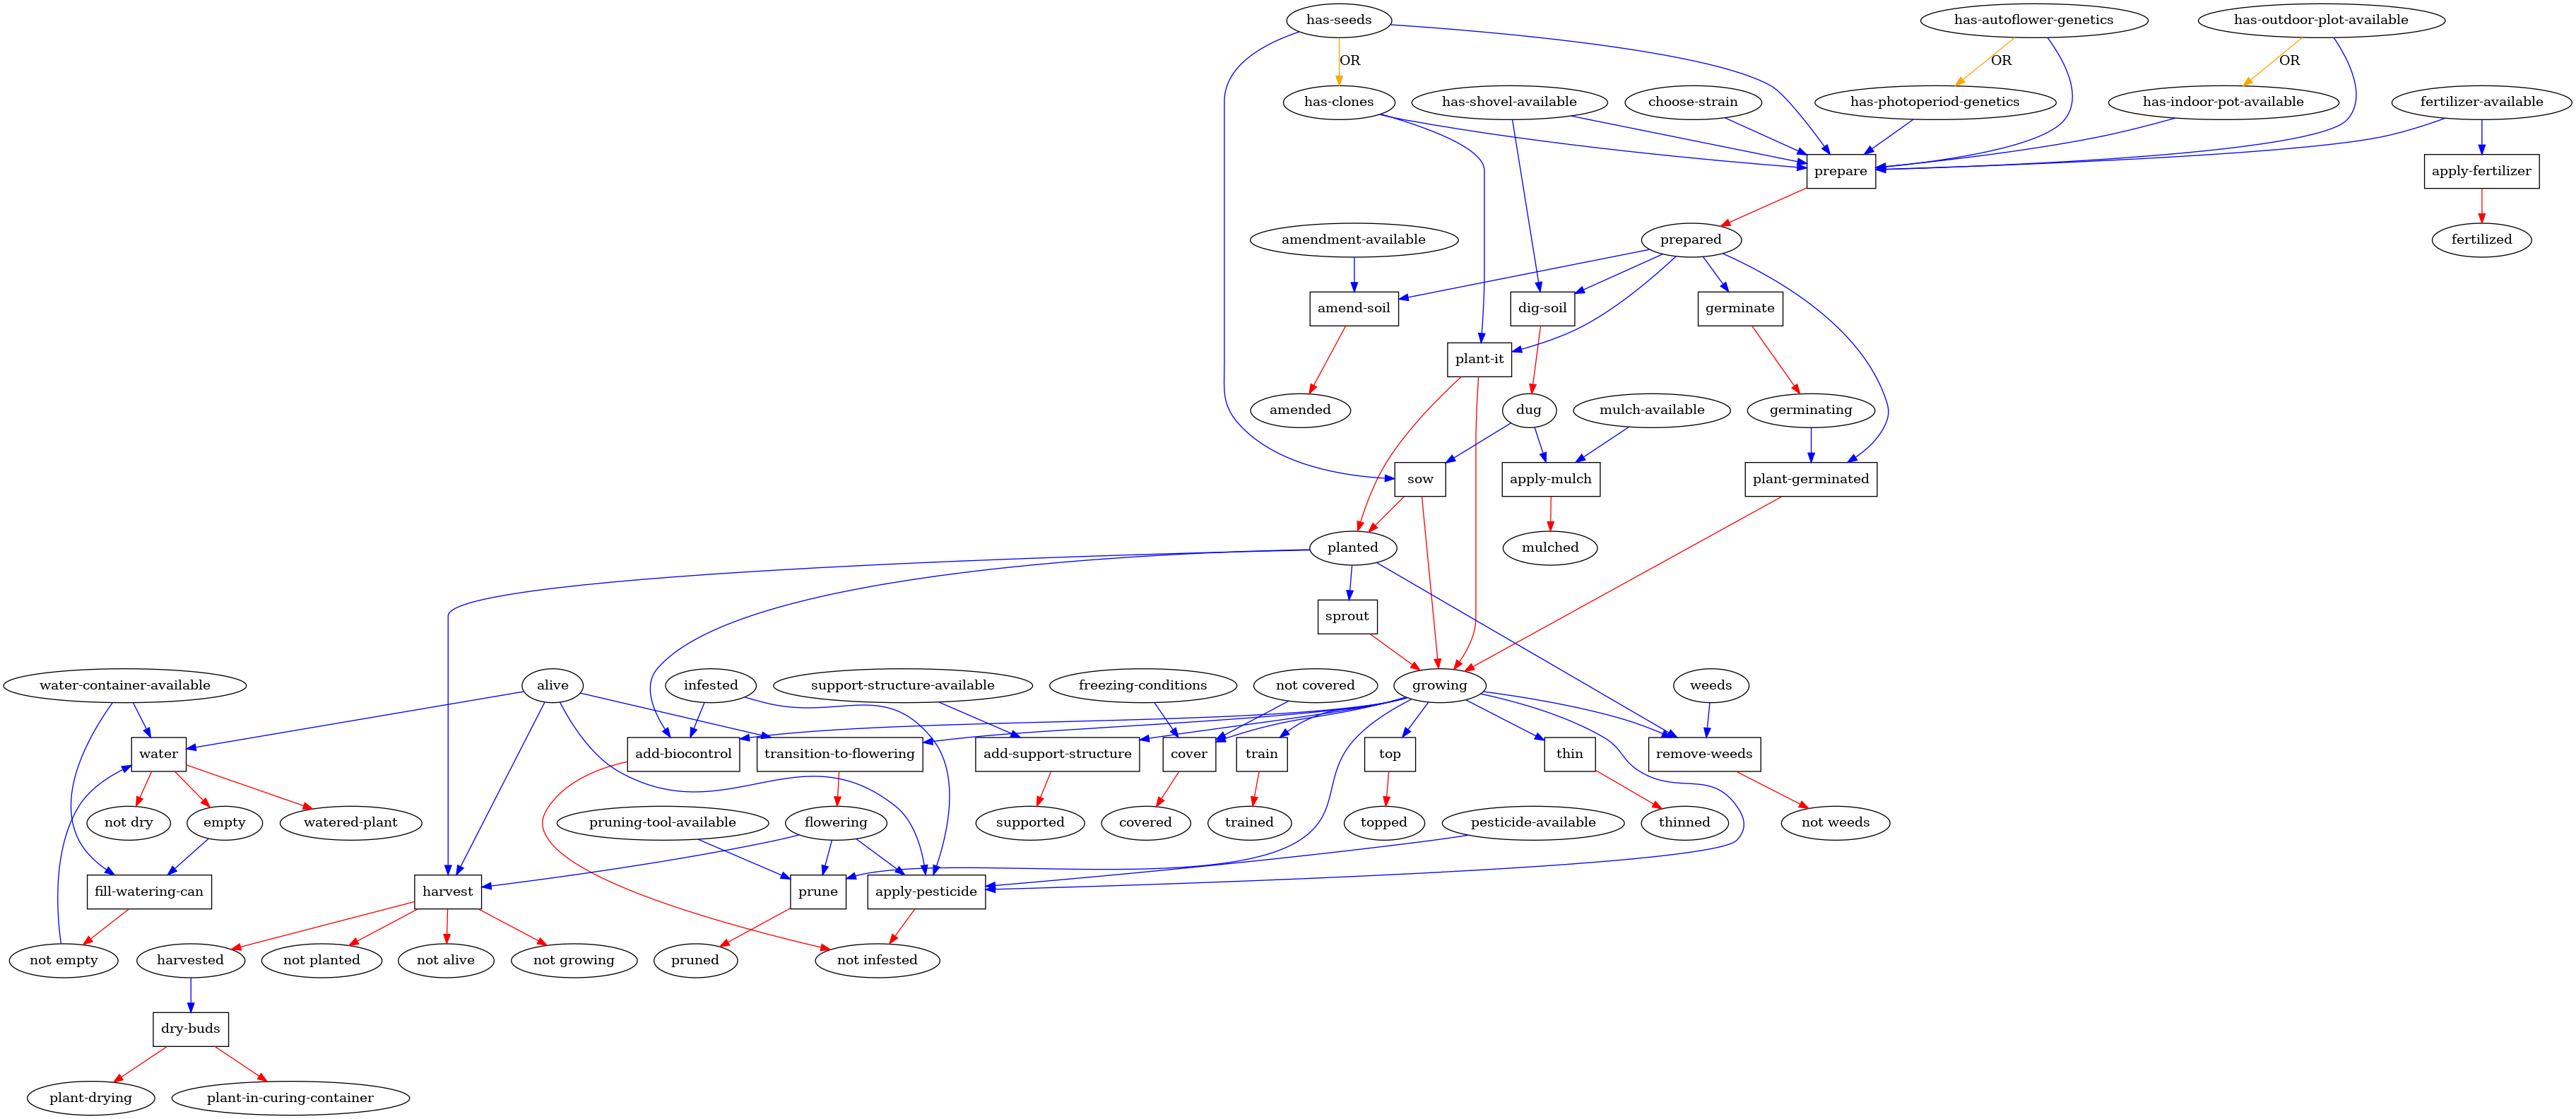 has-seeds
has-autoflower-genetics
has-outdoor-plot-available
OR
OR
OR
has-clones
has-shovel-available
choose-strain
has-photoperiod-genetics
has-indoor-pot-available
fertilizer-available
prepare
apply-fertilizer
amendment-available
prepared
fertilized
amend-soil
dig-soil
germinate
plant-it
amended
dug
mulch-available
germinating
sow
apply-mulch
plant-germinated
planted
mulched
sprout
water-container-available
alive
infested
support-structure-available
freezing-conditions
not covered
growing
weeds
water
add-biocontrol
transition-to-flowering
add-support-structure
cover
train
top
thin
remove-weeds
not dry
empty
watered-plant
pruning-tool-available
flowering
supported
covered
trained
topped
pesticide-available
thinned
not weeds
fill-watering-can
harvest
prune
apply-pesticide
not empty
harvested
not planted
not alive
not growing
pruned
not infested
dry-buds
plant-drying
plant-in-curing-container